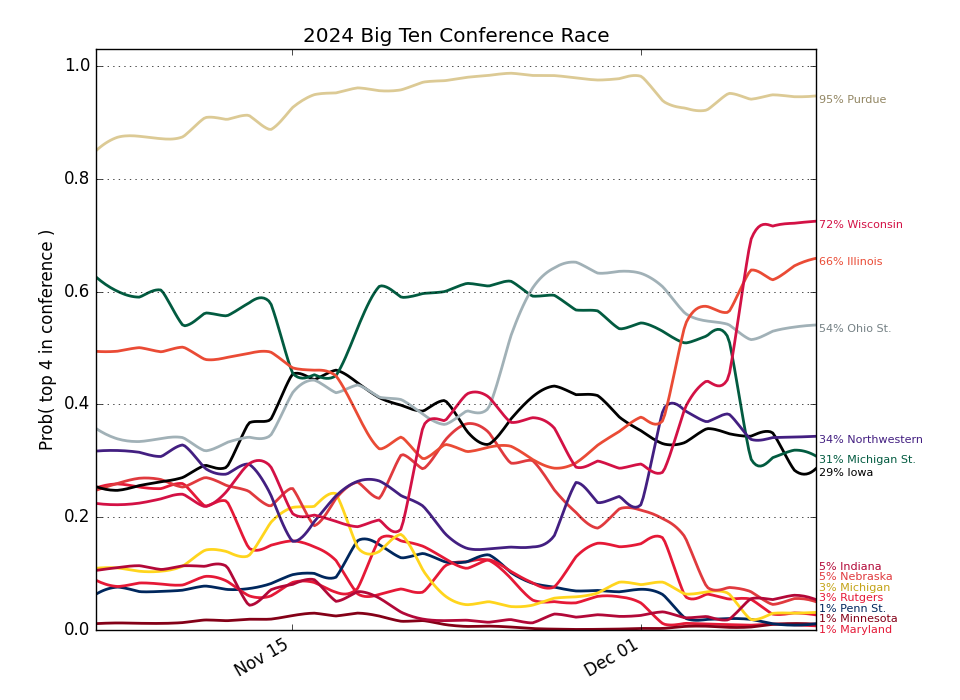 2024 Big Ten Conference Race
Prob( top 4 in conference )
1.0
0.8
0.6
0.4
0.2
0.0
Nov 15
Dec 01
95% Purdue
72% Wisconsin
66% Illinois
54% Ohio St.
34% Northwestern
31% Michigan St.
29% Iowa
5% Indiana
5% Nebraska
3% Michigan
3% Rutgers
1% Penn St.
1% Minnesota
1% Maryland